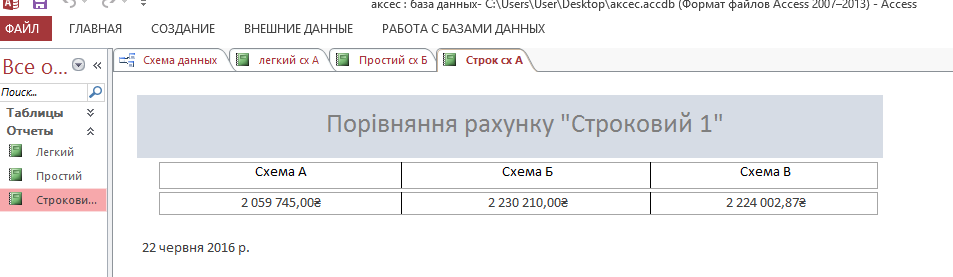 аксес : база данных- C:\Users\User\Desktop\аксес.accdb (Формат файлов Access 2007–2013) - Access
ФАЙЛ ГЛАВНАЯ СОЗДАНИЕ ВНЕШНИЕ ДАННЫЕ РАБОТА С БАЗАМИ ДАННЫХ
Все о... «
Схема данных легкий сх А Простий сх Б Строк сх А
Поиск...
Таблицы
Отчеты
Легкий
Простий
Строкови...
Порівняння рахунку "Строковий 1"
Схема А Схема Б Схема В
2 059 745,00₴ 2 230 210,00₴ 2 224 002,87₴
22 червня 2016 р.